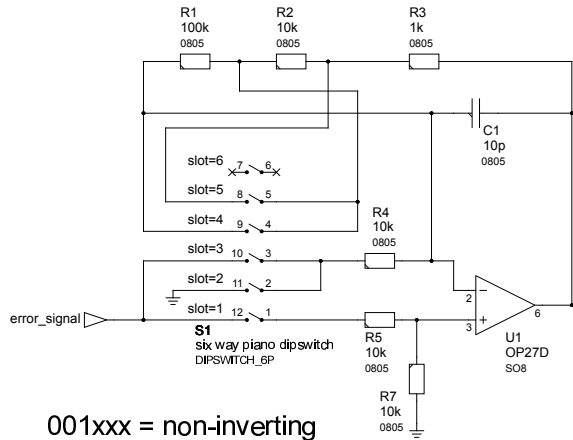 R1
100k
0805
R2
10k
0805
R3
1k
0805
C1
10p
0805
slot=6
7
6
slot=5
8
5
slot=4
9
4
R4
10k
0805
slot=3
10
3
slot=2
11
2
error_signal
slot=1
12
1
S1
six way piano dipswitch
DIPSWITCH_6P
R5
10k
0805
2
3
6
U1
OP27D
SO8
R7
10k
0805
001xxx = non-inverting